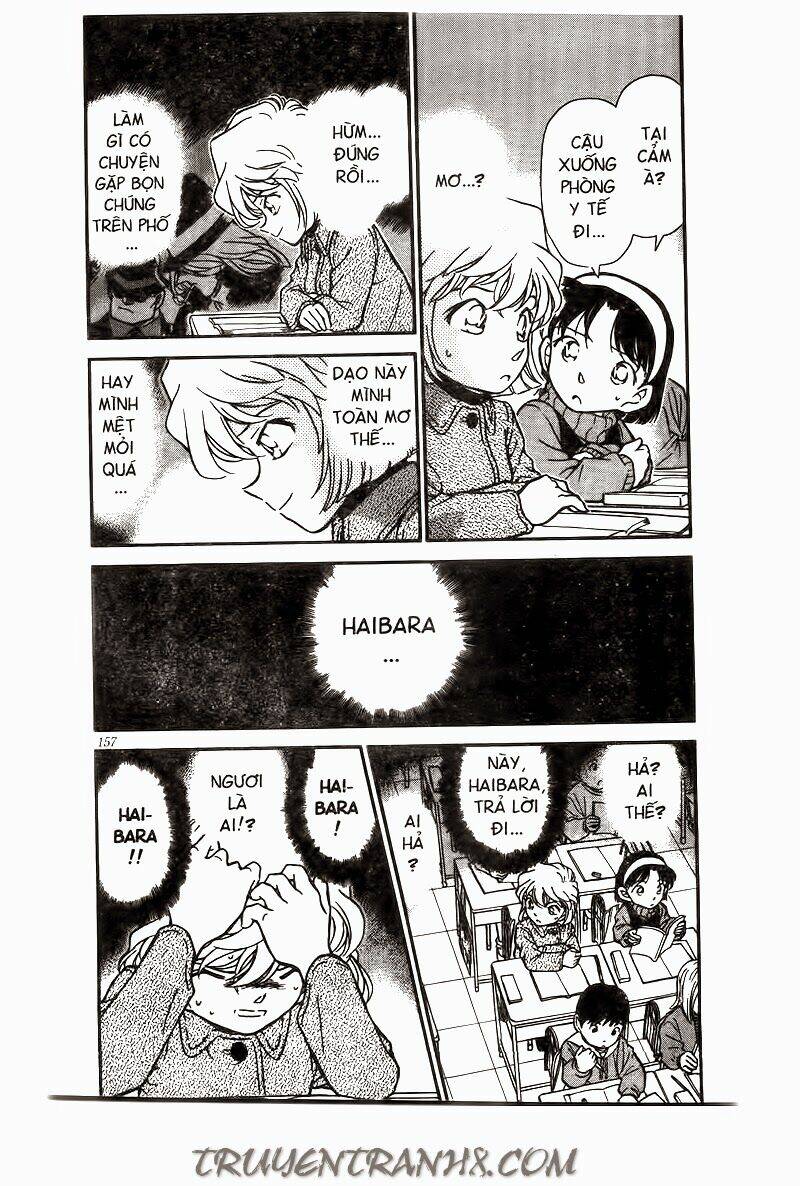 TẠI
CẢM
À?
CẬU
XUỐNG
PHÒNG
Y TẾ
ĐI...
MƠ...?
HỪM...
ĐÚNG
RỒI...
LÀM
GÌ CÓ
CHUYỆN
GẶP BỌN
CHÚNG
TRÊN PHỐ
...
DẠO NÀY
MÌNH
TOÀN MƠ
THẾ...
HAY
MÌNH
MỆT
MỎI
QUÁ
...
HAIBARA
...
157
HẢ?
AI
THẾ?
NÀY,
HAIBARA,
TRẢ LỜI
ĐI...
AI
HẢ?
HAI-
BARA
!
NGƯƠI
LÀ
AI!?
HAI-
BARA
!!
TRUYENTRANH8.COM